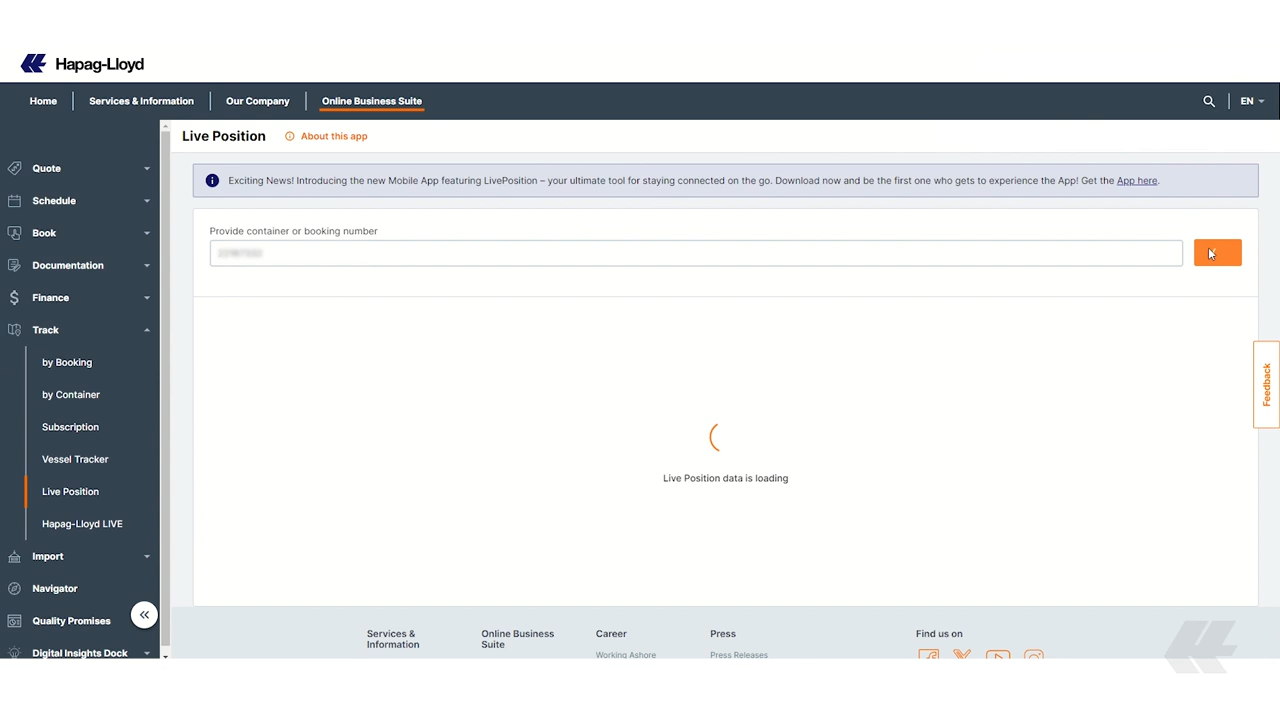 Hapag-Lloyd
Home
Services & Information
Our Company
Online Business Suite
EN
Live Position
About this app
Quote
Schedule
Book
Documentation
Finance
Track
by Booking
by Container
Subscription
Vessel Tracker
Live Position
Hapag-Lloyd LIVE
Import
Navigator
Quality Promises
Digital Insights Dock
Exciting News! Introducing the new Mobile App featuring LivePosition – your ultimate tool for staying connected on the go. Download now and be the first one who gets to experience the App! Get the App here.
Provide container or booking number
Live Position data is loading
Feedback
Services &
Information
Online Business
Suite
Career
Working Ashore
Press
Press Releases
Find us on